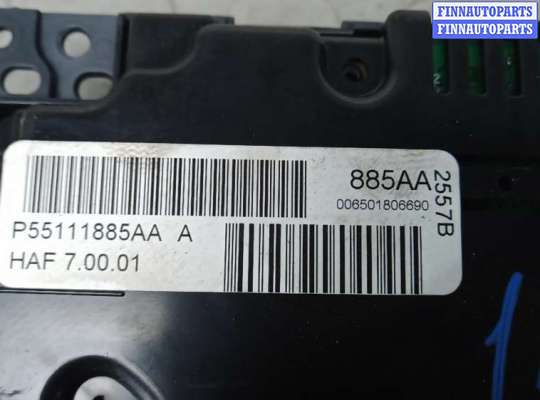 FINNAUTOPARTS
FINNAUTOPARTS
885AA
006501806690
2557B
P55111885AA A
HAF 7.00.01